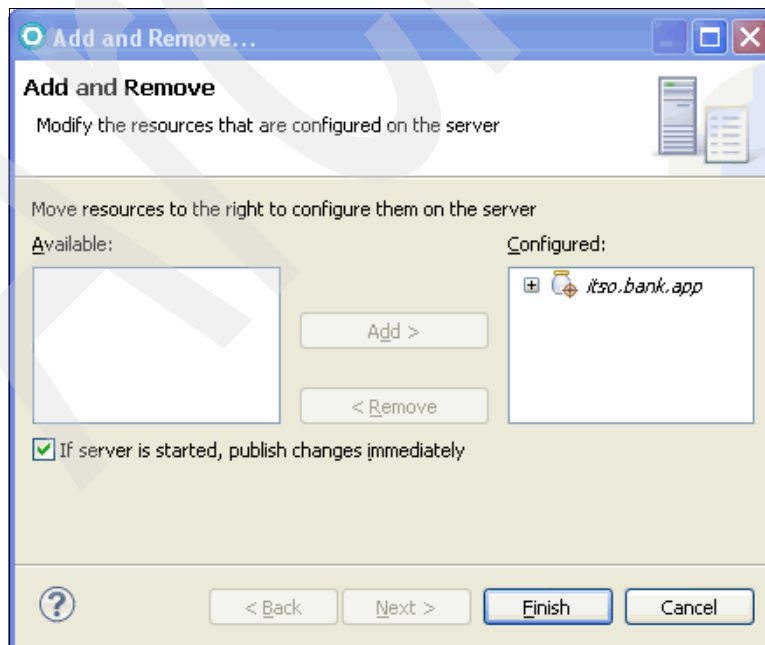 Add and Remove...
Add and Remove
Modify the resources that are configured on the server
Move resources to the right to configure them on the server
Available:
Configured:
itso.bank.app
Add >
< Remove
If server is started, publish changes immediately
?
< Back
Next >
Finish
Cancel